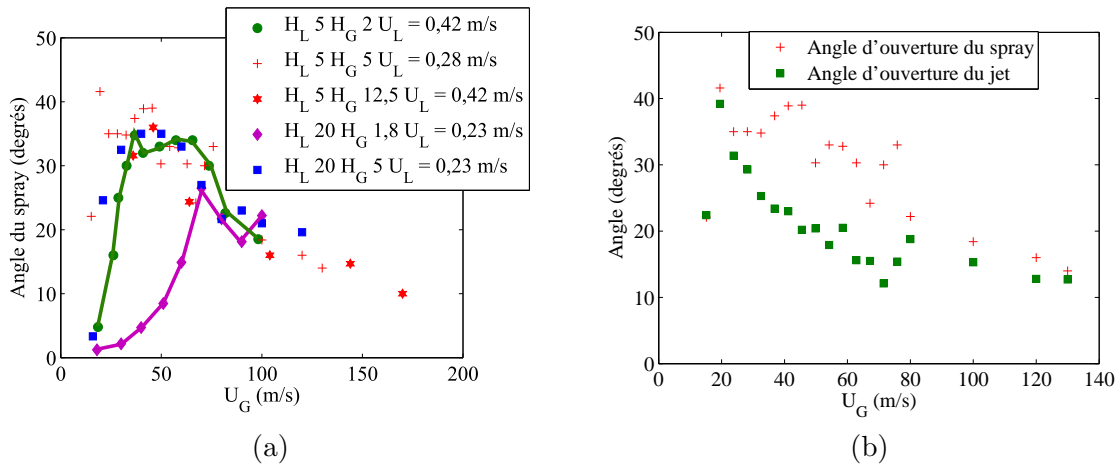 H_L 5 H_G 2 U_L = 0,42 m/s
H_L 5 H_G 5 U_L = 0,28 m/s
H_L 5 H_G 12,5 U_L = 0,42 m/s
H_L 20 H_G 1,8 U_L = 0,23 m/s
H_L 20 H_G 5 U_L = 0,23 m/s
Angle du spray (degrés)
50
40
30
20
10
0
0 50 100 150 200
U_G (m/s)
(a)
Angle d'ouverture du spray
Angle d'ouverture du jet
Angle (degrés)
50
40
30
20
10
0
0 20 40 60 80 100 120 140
U_G (m/s)
(b)